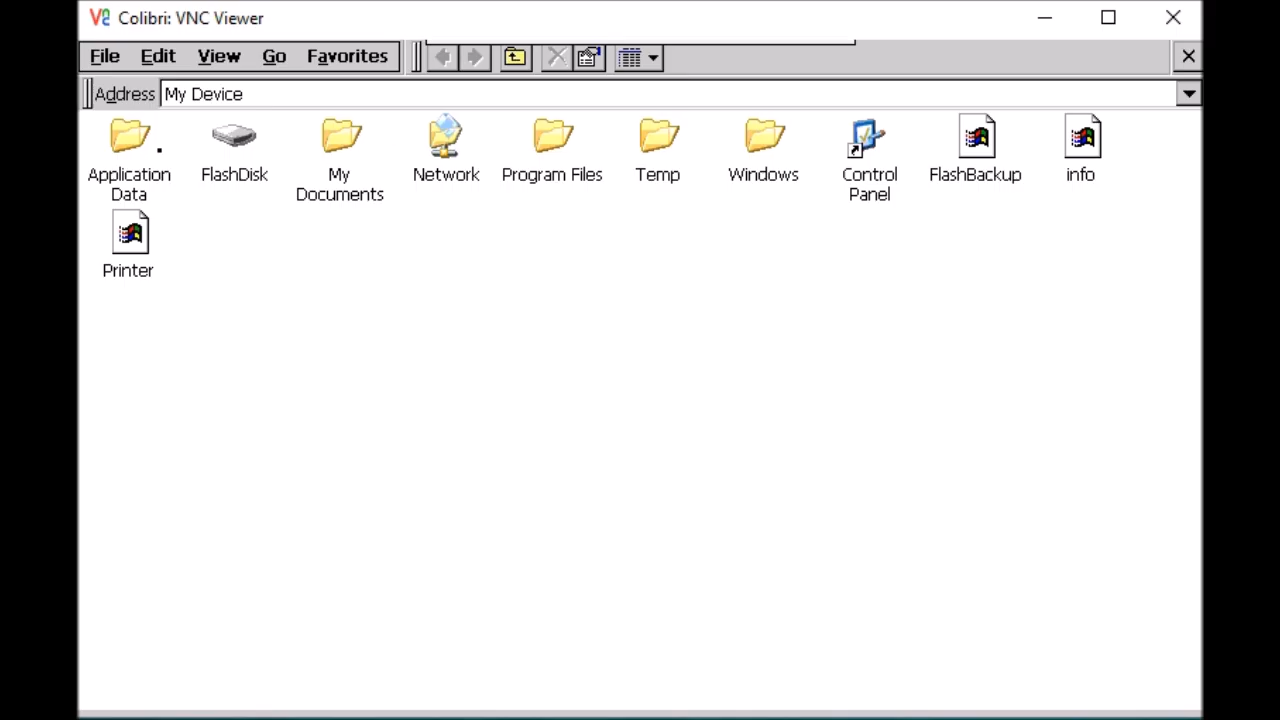 Colibri: VNC Viewer
File Edit View Go Favorites
Address My Device
Application Data
FlashDisk
My Documents
Network
Program Files
Temp
Windows
Control Panel
FlashBackup
info
Printer